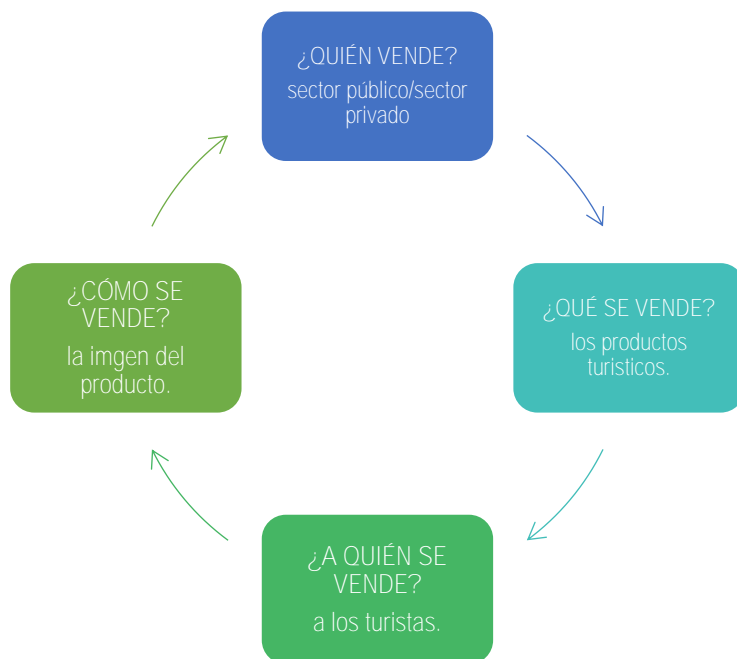 ¿QUIÉN VENDE?
sector público/sector
privado
¿QUÉ SE VENDE?
los productos
turisticos.
¿A QUIÉN SE
VENDE?
a los turistas.
¿CÓMO SE
VENDE?
la imgen del
producto.